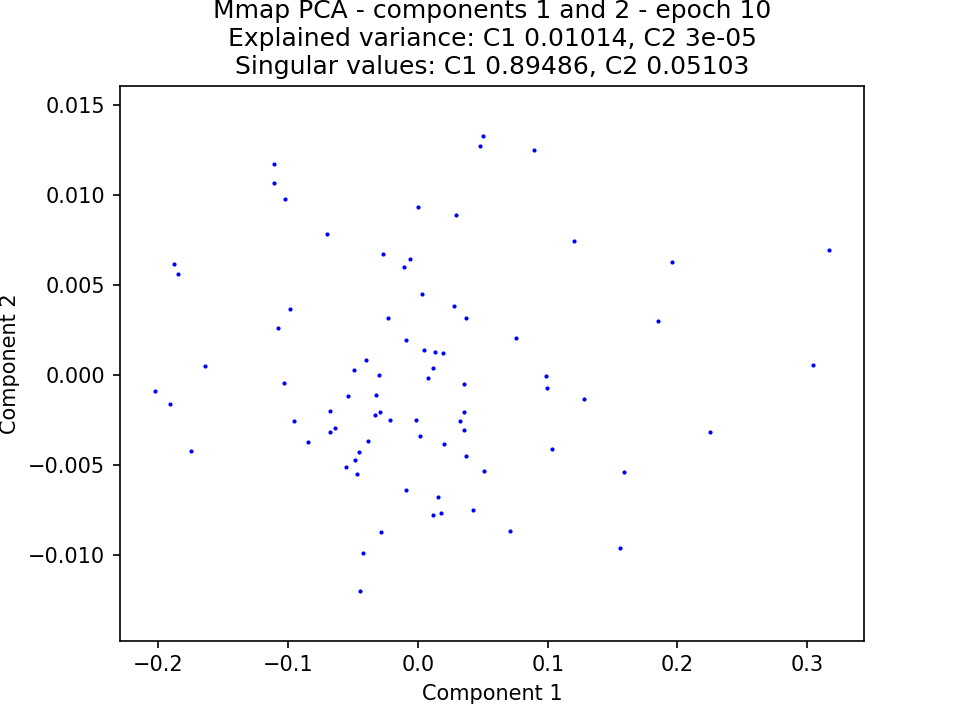 Mmap PCA - components 1 and 2 - epoch 10
Explained variance: C1 0.01014, C2 3e-05
Singular values: C1 0.89486, C2 0.05103
0.015
0.010
0.005
0.000
−0.005
−0.010
Component 2
−0.2
−0.1
0.0
0.1
0.2
0.3
Component 1